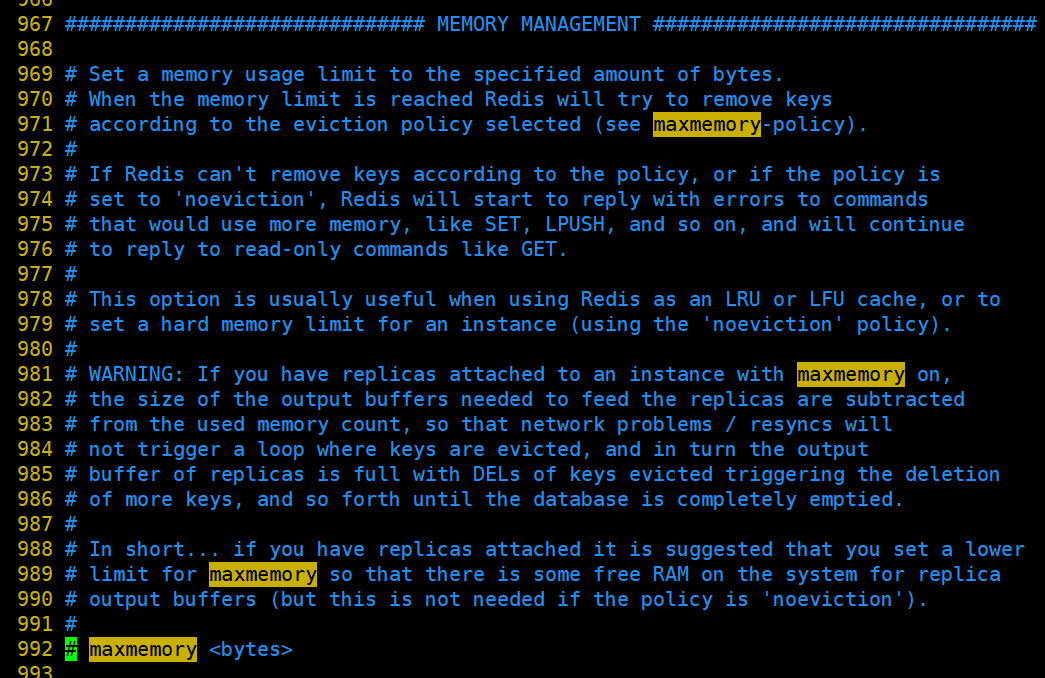 967 ############################## MEMORY MANAGEMENT ################################
968
969 # Set a memory usage limit to the specified amount of bytes.
970 # When the memory limit is reached Redis will try to remove keys
971 # according to the eviction policy selected (see maxmemory-policy).
972 #
973 # If Redis can't remove keys according to the policy, or if the policy is
974 # set to 'noeviction', Redis will start to reply with errors to commands
975 # that would use more memory, like SET, LPUSH, and so on, and will continue
976 # to reply to read-only commands like GET.
977 #
978 # This option is usually useful when using Redis as an LRU or LFU cache, or to
979 # set a hard memory limit for an instance (using the 'noeviction' policy).
980 #
981 # WARNING: If you have replicas attached to an instance with maxmemory on,
982 # the size of the output buffers needed to feed the replicas are subtracted
983 # from the used memory count, so that network problems / resyncs will
984 # not trigger a loop where keys are evicted, and in turn the output
985 # buffer of replicas is full with DELs of keys evicted triggering the deletion
986 # of more keys, and so forth until the database is completely emptied.
987 #
988 # In short... if you have replicas attached it is suggested that you set a lower
989 # limit for maxmemory so that there is some free RAM on the system for replica
990 # output buffers (but this is not needed if the policy is 'noeviction').
991 #
992 # maxmemory <bytes>
993